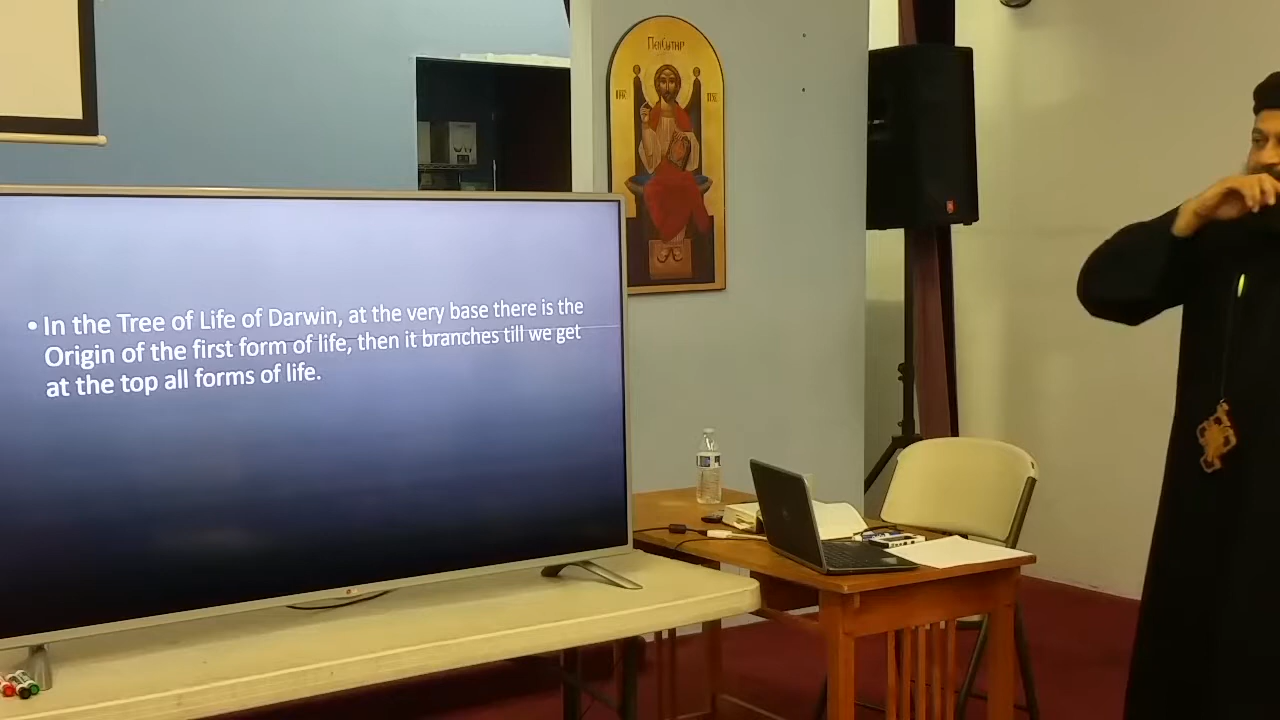 Ⲡⲓⲥⲱⲧⲏⲣ
• In the Tree of Life of Darwin, at the very base there is the
Origin of the first form of life, then it branches till we get
at the top all forms of life.